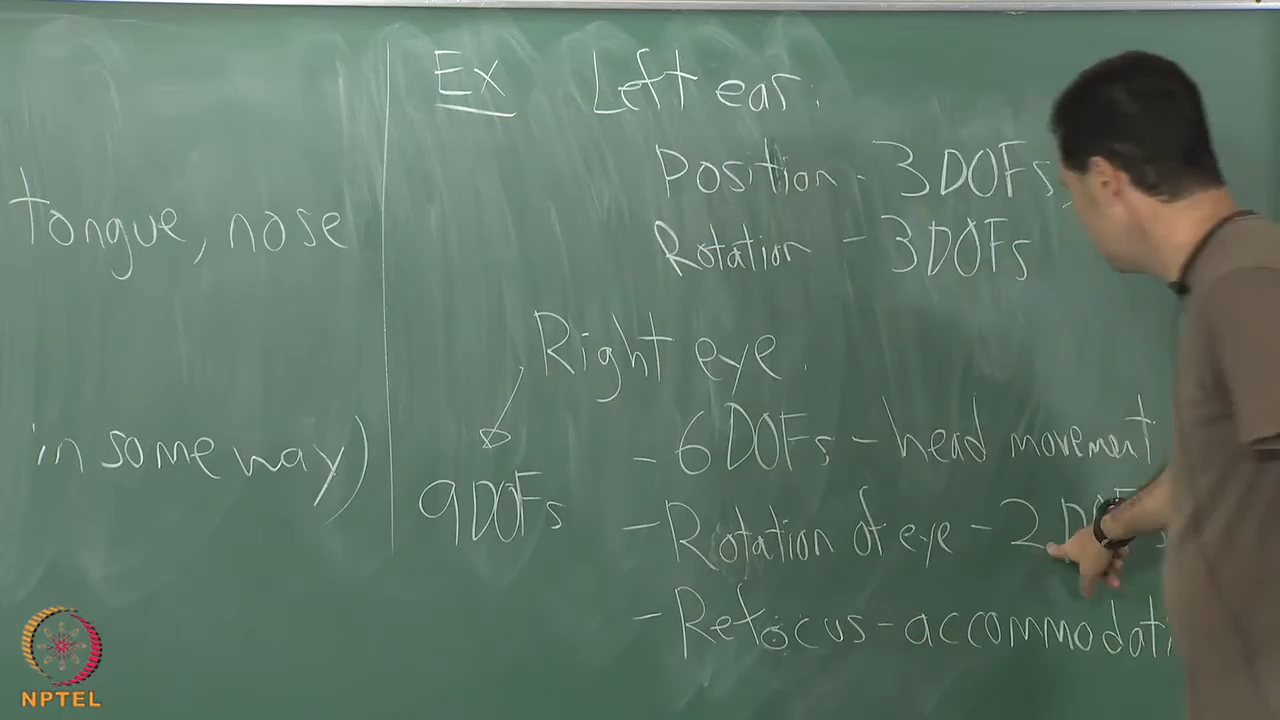 tongue, nose
in some way)
Ex Left ear:
Position - 3 DOFs
Rotation - 3 DOFs
Right eye.
9 DOFs
- 6 DOFs - head movement
- Rotation of eye - 2
- Refocus - accommodati
NPTEL